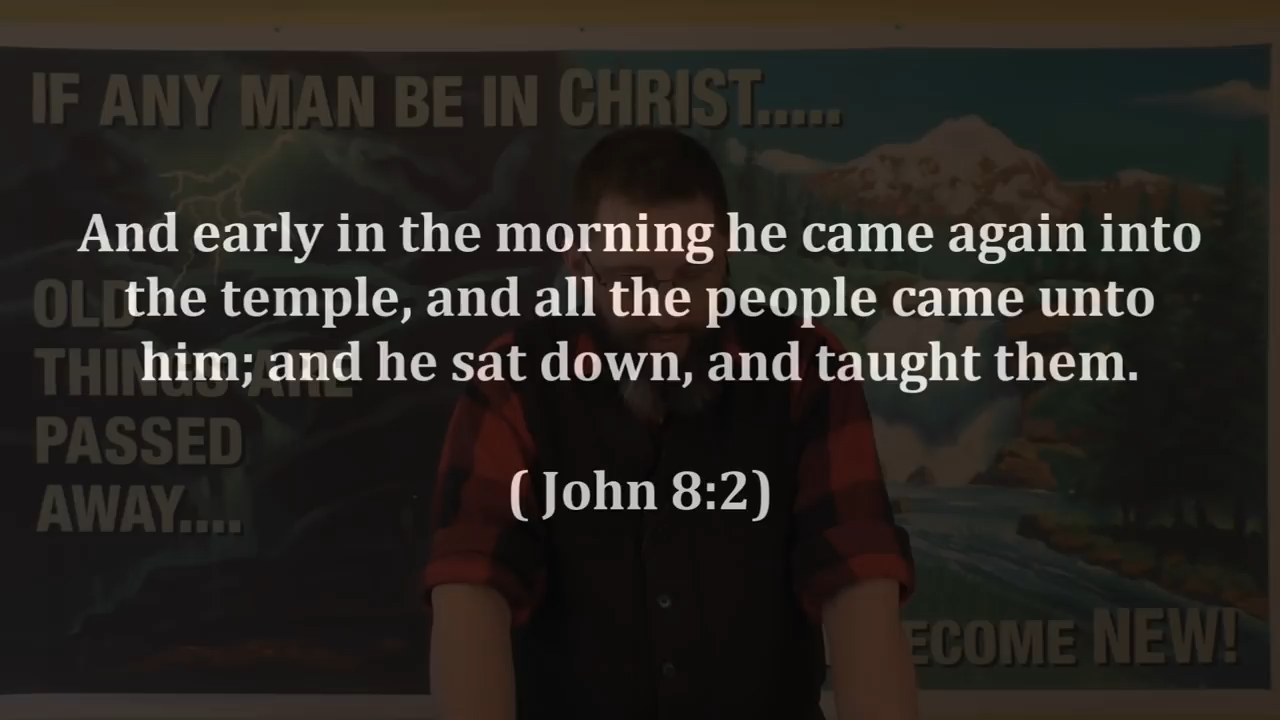 IF ANY MAN BE IN CHRIST.....
And early in the morning he came again into
the temple, and all the people came unto
him; and he sat down, and taught them.
( John 8:2)
OLD
THINGS ARE
PASSED
AWAY....
ECOME NEW!